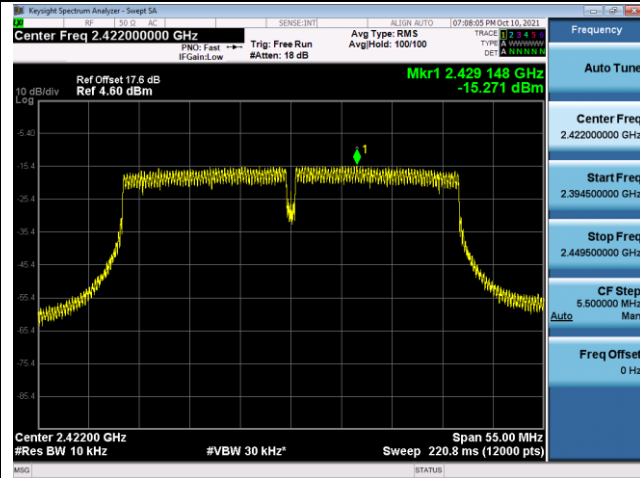 Keysight Spectrum Analyzer - Swept SA
RF 50 Ω AC SENSE:INT ALIGN AUTO 07:08:05 PM Oct 10, 2021
Center Freq 2.422000000 GHz
PNO: Fast
IFGain:Low
Trig: Free Run
#Atten: 18 dB
Avg Type: RMS
Avg|Hold: 100/100
TRACE 1 2 3 4 5 6
TYPE A WWWWW
DET A N N N N N
Ref Offset 17.6 dB
Ref 4.60 dBm
10 dB/div
Log
Mkr1 2.429 148 GHz
-15.271 dBm
1
-5.40
-15.4
-25.4
-35.4
-45.4
-55.4
-65.4
-75.4
-85.4
Center 2.42200 GHz
Span 55.00 MHz
#Res BW 10 kHz
#VBW 30 kHz*
Sweep 220.8 ms (12000 pts)
MSG
STATUS
Frequency
Auto Tune
Center Freq
2.422000000 GHz
Start Freq
2.394500000 GHz
Stop Freq
2.449500000 GHz
CF Step
5.500000 MHz
Auto Man
Freq Offset
0 Hz